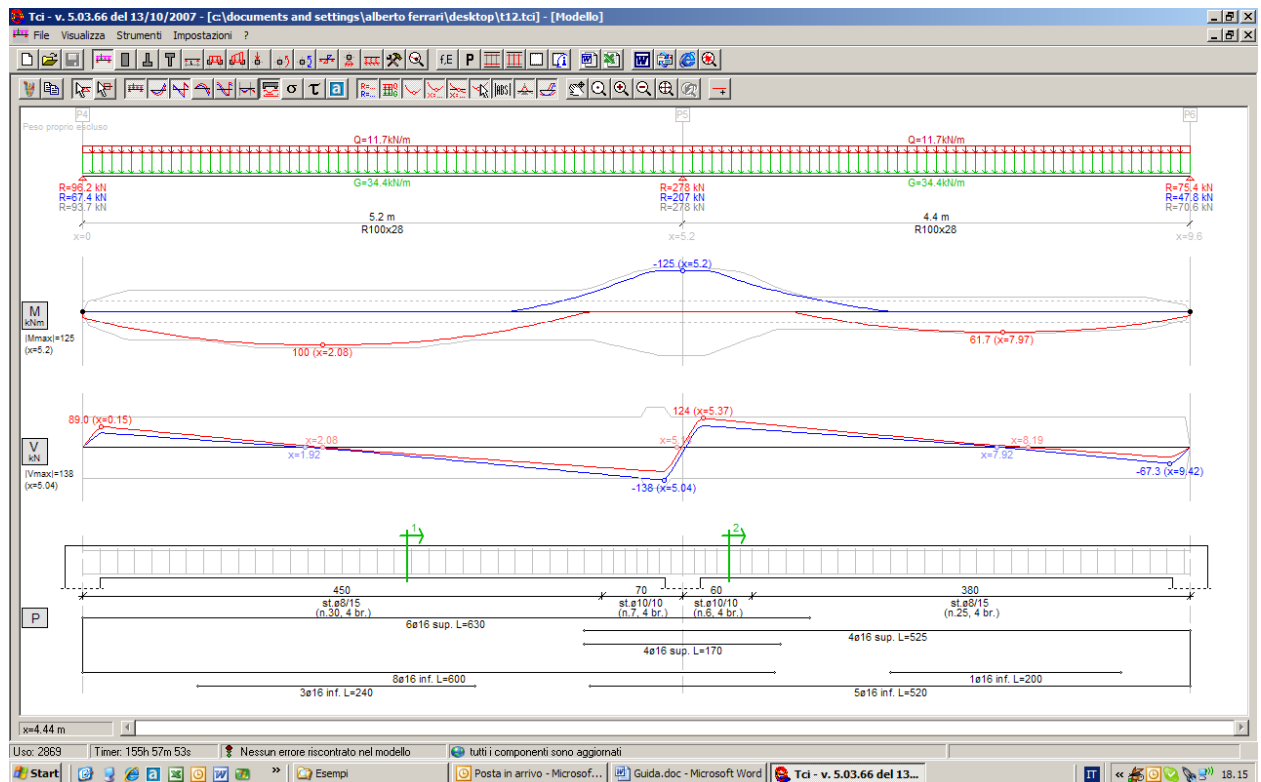 Tci - v. 5.03.66 del 13/10/2007 - [c:\documents and settings\alberto ferrari\desktop\t12.tci] - [Modello]
File Visualizza Strumenti Impostazioni ?
f,E P W
σ τ a ABS
P4 P5 P6
Peso proprio escluso
Q=11.7kN/m Q=11.7kN/m
G=34.4kN/m G=34.4kN/m
R=96.2 kN R=278 kN R=75.4 kN
R=67.4 kN R=207 kN R=47.8 kN
R=93.7 kN R=278 kN R=70.6 kN
5.2 m 4.4 m
R100x28 R100x28
x=0 x=5.2 x=9.6
-125 (x=5.2)
M
kNm
|Mmax|=125
(x=5.2)
100 (x=2.08) 61.7 (x=7.97)
89.0 (x=0.15) 124 (x=5.37)
V
kN
x=2.08 x=8.19
x=1.92 x=7.92
|Vmax|=138
(x=5.04)
-138 (x=5.04) -67.3 (x=9.42)
1 2
450 70 60 380
st.ø8/15 st.ø10/10 st.ø10/10 st.ø8/15
(n.30, 4 br.) (n.7, 4 br.) (n.6, 4 br.) (n.25, 4 br.)
P
6ø16 sup. L=630
4ø16 sup. L=525
4ø16 sup. L=170
8ø16 inf. L=600 1ø16 inf. L=200
3ø16 inf. L=240 5ø16 inf. L=520
x=4.44 m
Uso: 2869 Timer: 155h 57m 53s Nessun errore riscontrato nel modello tutti i componenti sono aggiornati
Start » Esempi Posta in arrivo - Microsof... Guida.doc - Microsoft Word Tci - v. 5.03.66 del 13... IT « 18.15